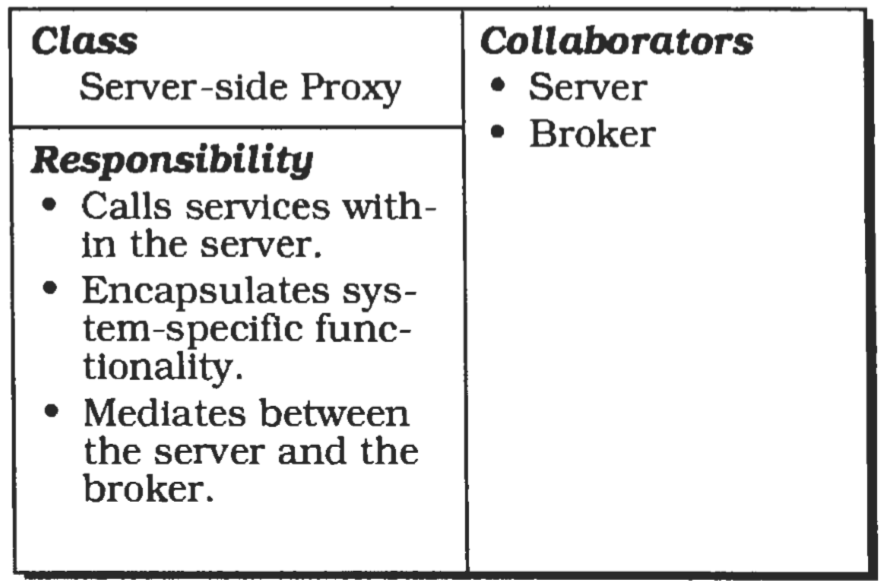 Class
Server-side Proxy
Responsibility
• Calls services with-
in the server.
• Encapsulates sys-
tem-specific func-
tionality.
• Mediates between
the server and the
broker.
Collaborators
• Server
• Broker